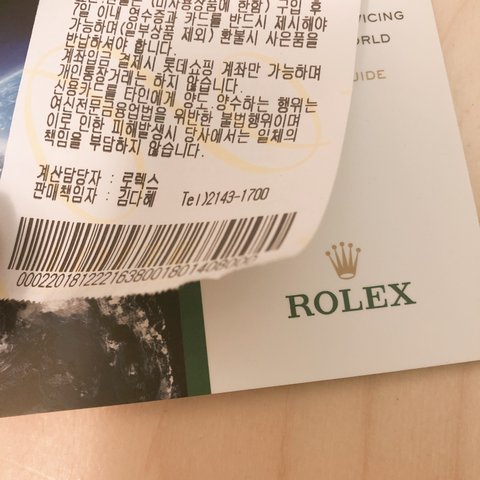 (미사용상품에 한함) 구입 후
7일 이내 영수증과 카드를 반드시 제시해야
가능하며(일부상품 제외) 환불시 사은품을
반납하셔야 합니다.
계좌입금 결제시 롯데쇼핑 계좌만 가능하며
개인통장거래는 하지 않습니다.
신용카드를 타인에게 양도, 양수하는 행위는
여신전문금융업법을 위반한 불법행위이며
이로 인한 피해발생시 당사에서는 일체의
책임을 부담하지 않습니다.
계산담당자 : 로렉스
판매책임자 : 김다혜 Tel)2143-1700
0002201812221638001801408000
VICING
ORLD
UIDE
ROLEX